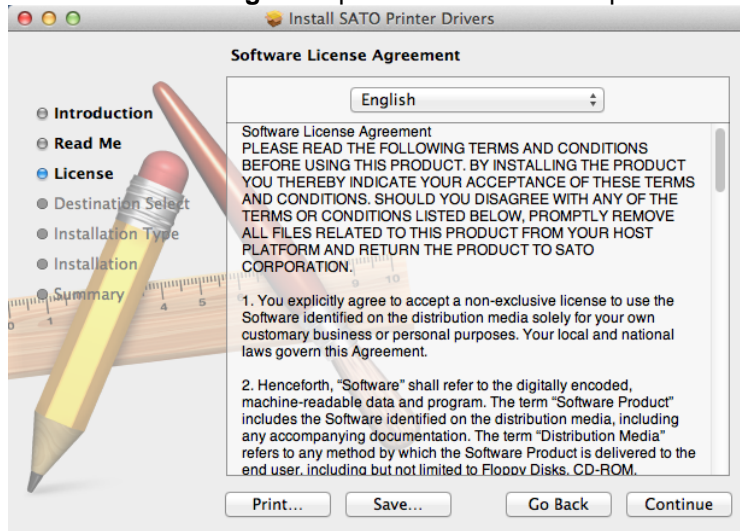 Install SATO Printer Drivers
Software License Agreement
English
Introduction
Read Me
License
Destination Select
Installation Type
Installation
Summary
Software License Agreement
PLEASE READ THE FOLLOWING TERMS AND CONDITIONS
BEFORE USING THIS PRODUCT. BY INSTALLING THE PRODUCT
YOU THEREBY INDICATE YOUR ACCEPTANCE OF THESE TERMS
AND CONDITIONS. SHOULD YOU DISAGREE WITH ANY OF THE
TERMS OR CONDITIONS LISTED BELOW, PROMPTLY REMOVE
ALL FILES RELATED TO THIS PRODUCT FROM YOUR HOST
PLATFORM AND RETURN THE PRODUCT TO SATO
CORPORATION.
1. You explicitly agree to accept a non-exclusive license to use the
Software identified on the distribution media solely for your own
customary business or personal purposes. Your local and national
laws govern this Agreement.
2. Henceforth, “Software” shall refer to the digitally encoded,
machine-readable data and program. The term “Software Product”
includes the Software identified on the distribution media, including
any accompanying documentation. The term “Distribution Media”
refers to any method by which the Software Product is delivered to the
end user, including but not limited to Floppy Disks, CD-ROM,
0 1 4 5 9 10
Print... Save... Go Back Continue